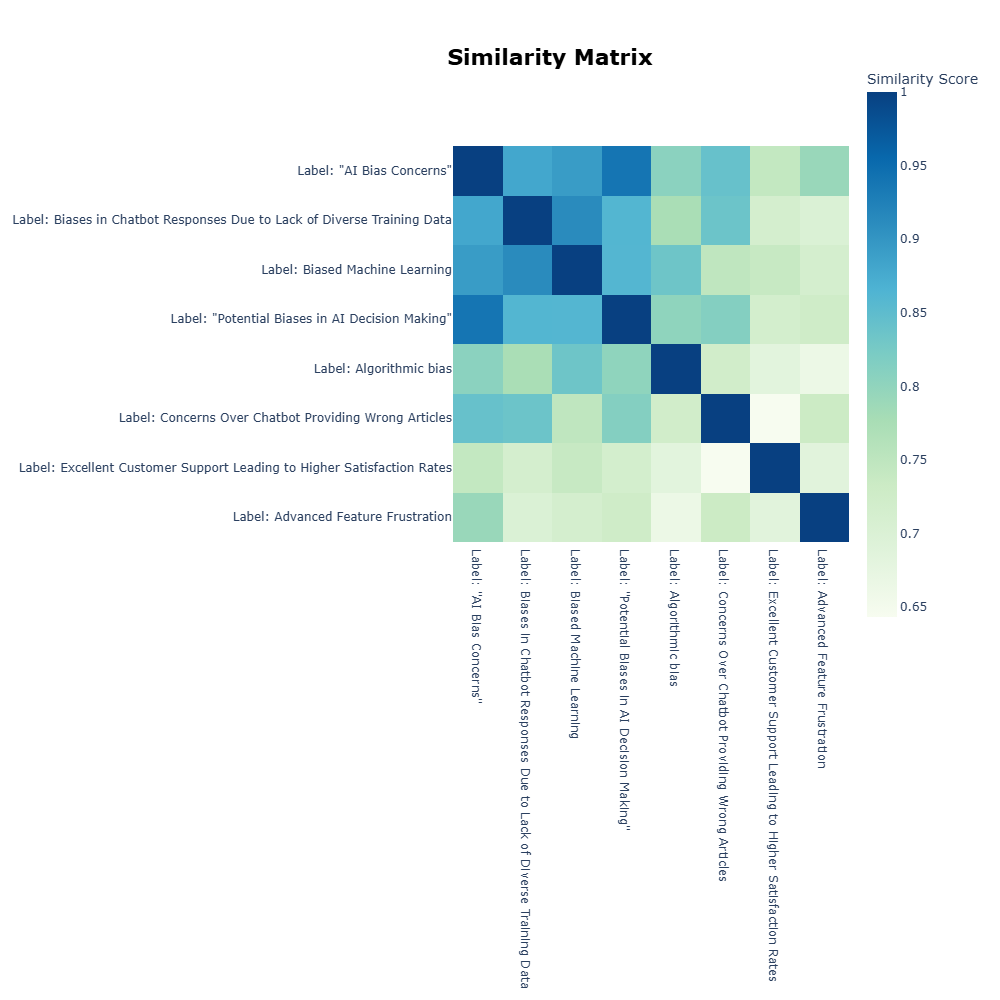 Similarity Matrix
Similarity Score
1
0.95
0.9
0.85
0.8
0.75
0.7
0.65
Label: "AI Bias Concerns"
Label: Biases in Chatbot Responses Due to Lack of Diverse Training Data
Label: Biased Machine Learning
Label: "Potential Biases in AI Decision Making"
Label: Algorithmic bias
Label: Concerns Over Chatbot Providing Wrong Articles
Label: Excellent Customer Support Leading to Higher Satisfaction Rates
Label: Advanced Feature Frustration
Label: "AI Bias Concerns"
Label: Biases in Chatbot Responses Due to Lack of Diverse Training Data
Label: Biased Machine Learning
Label: "Potential Biases in AI Decision Making"
Label: Algorithmic bias
Label: Concerns Over Chatbot Providing Wrong Articles
Label: Excellent Customer Support Leading to Higher Satisfaction Rates
Label: Advanced Feature Frustration